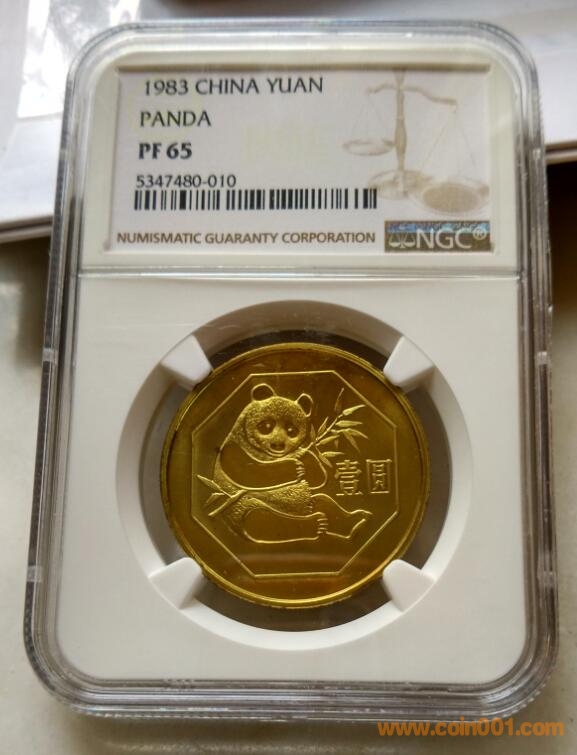 1983 CHINA YUAN
PANDA
PF 65
5347480-010
NUMISMATIC GUARANTY CORPORATION
NGC®
壹圆
www.coin001.com